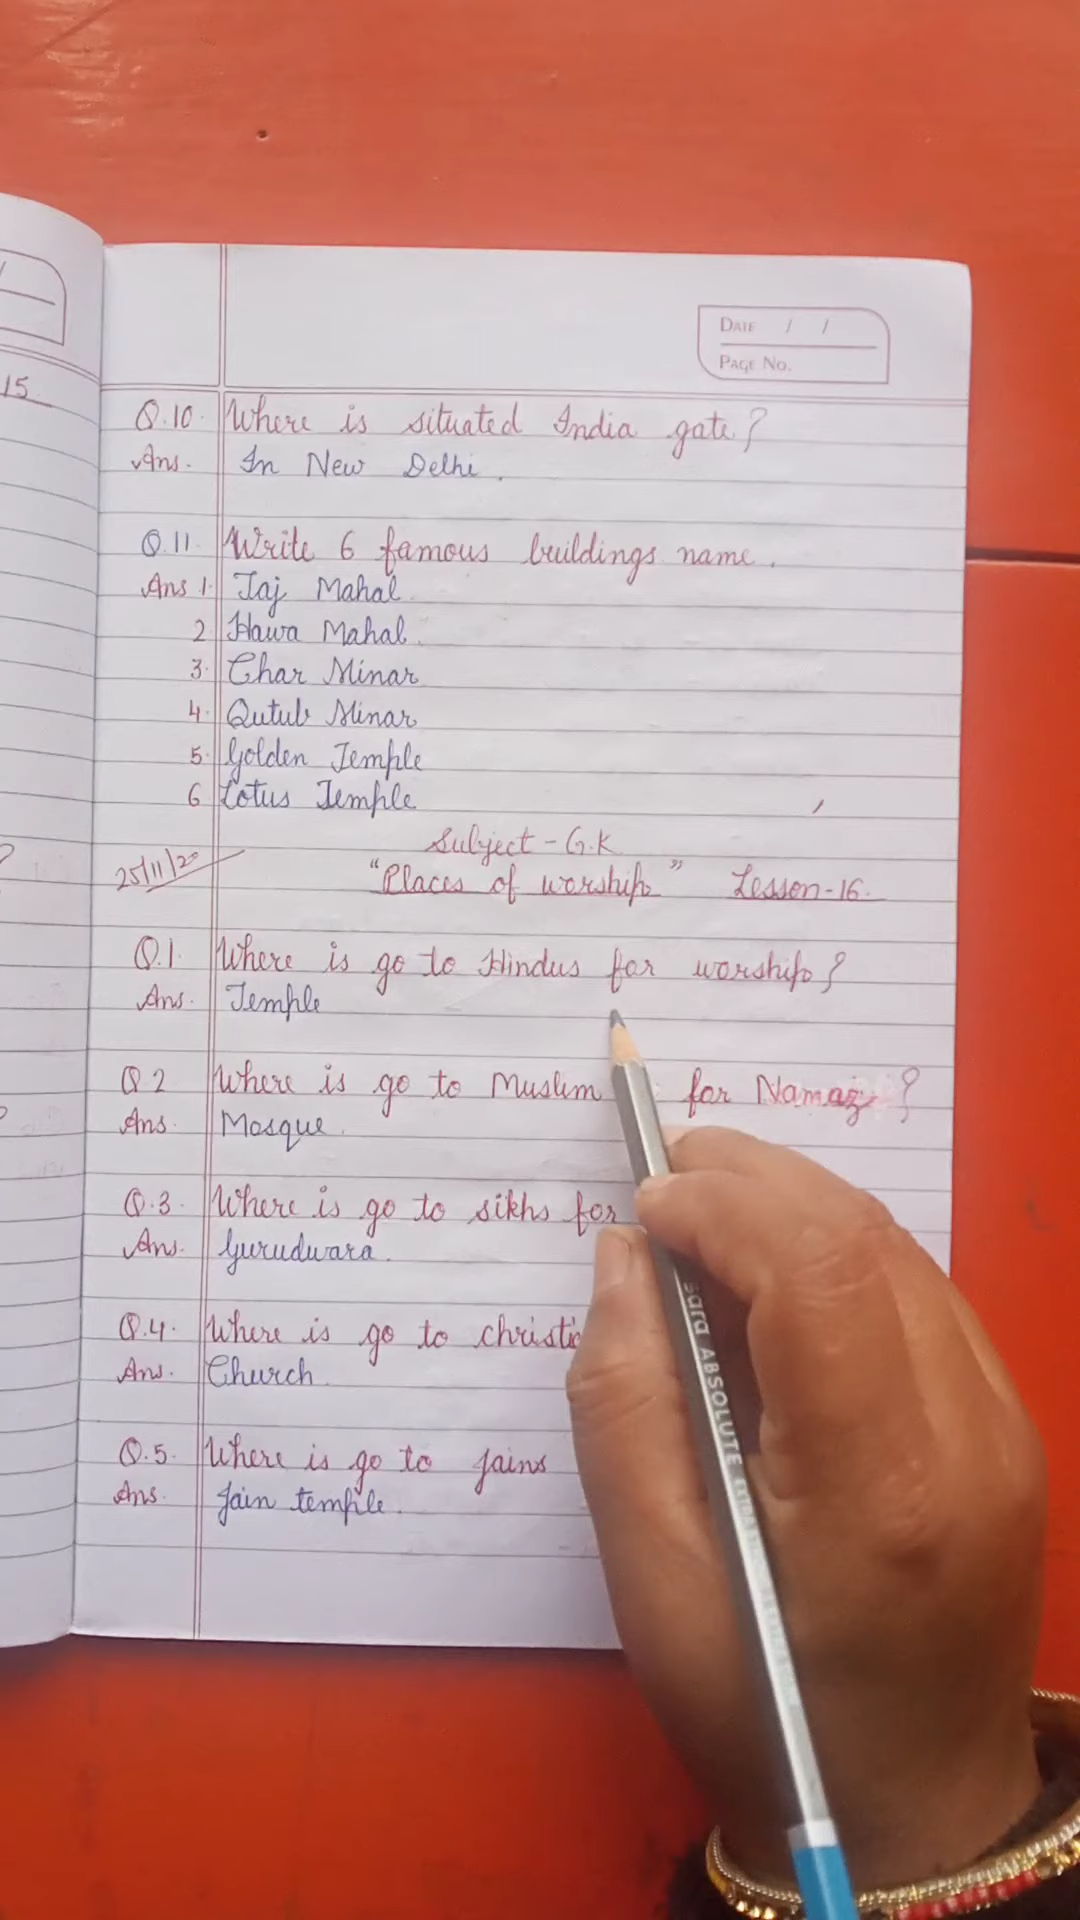 DATE / /
PAGE No.
15.
Q.10. Where is situated India gate?
Ans. In New Delhi.
Q.11. Write 6 famous buildings name.
Ans 1. Taj Mahal
2 Hawa Mahal.
3. Char Minar
4. Qutub Minar
5. Golden Temple
6 Lotus Temple
Subject - G.K
25/11/20 "Places of worship" Lesson-16.
Q.1. Where is go to Hindus for worship?
Ans. Temple
Q 2 Where is go to Muslim for Namaz?
Ans. Mosque.
Q.3. Where is go to sikhs for
Ans. Gurudwara.
Q.4. Where is go to
Ans. Church.
Q.5. Where is go to jains
Ans. Jain temple.
sara ABSOLUTE